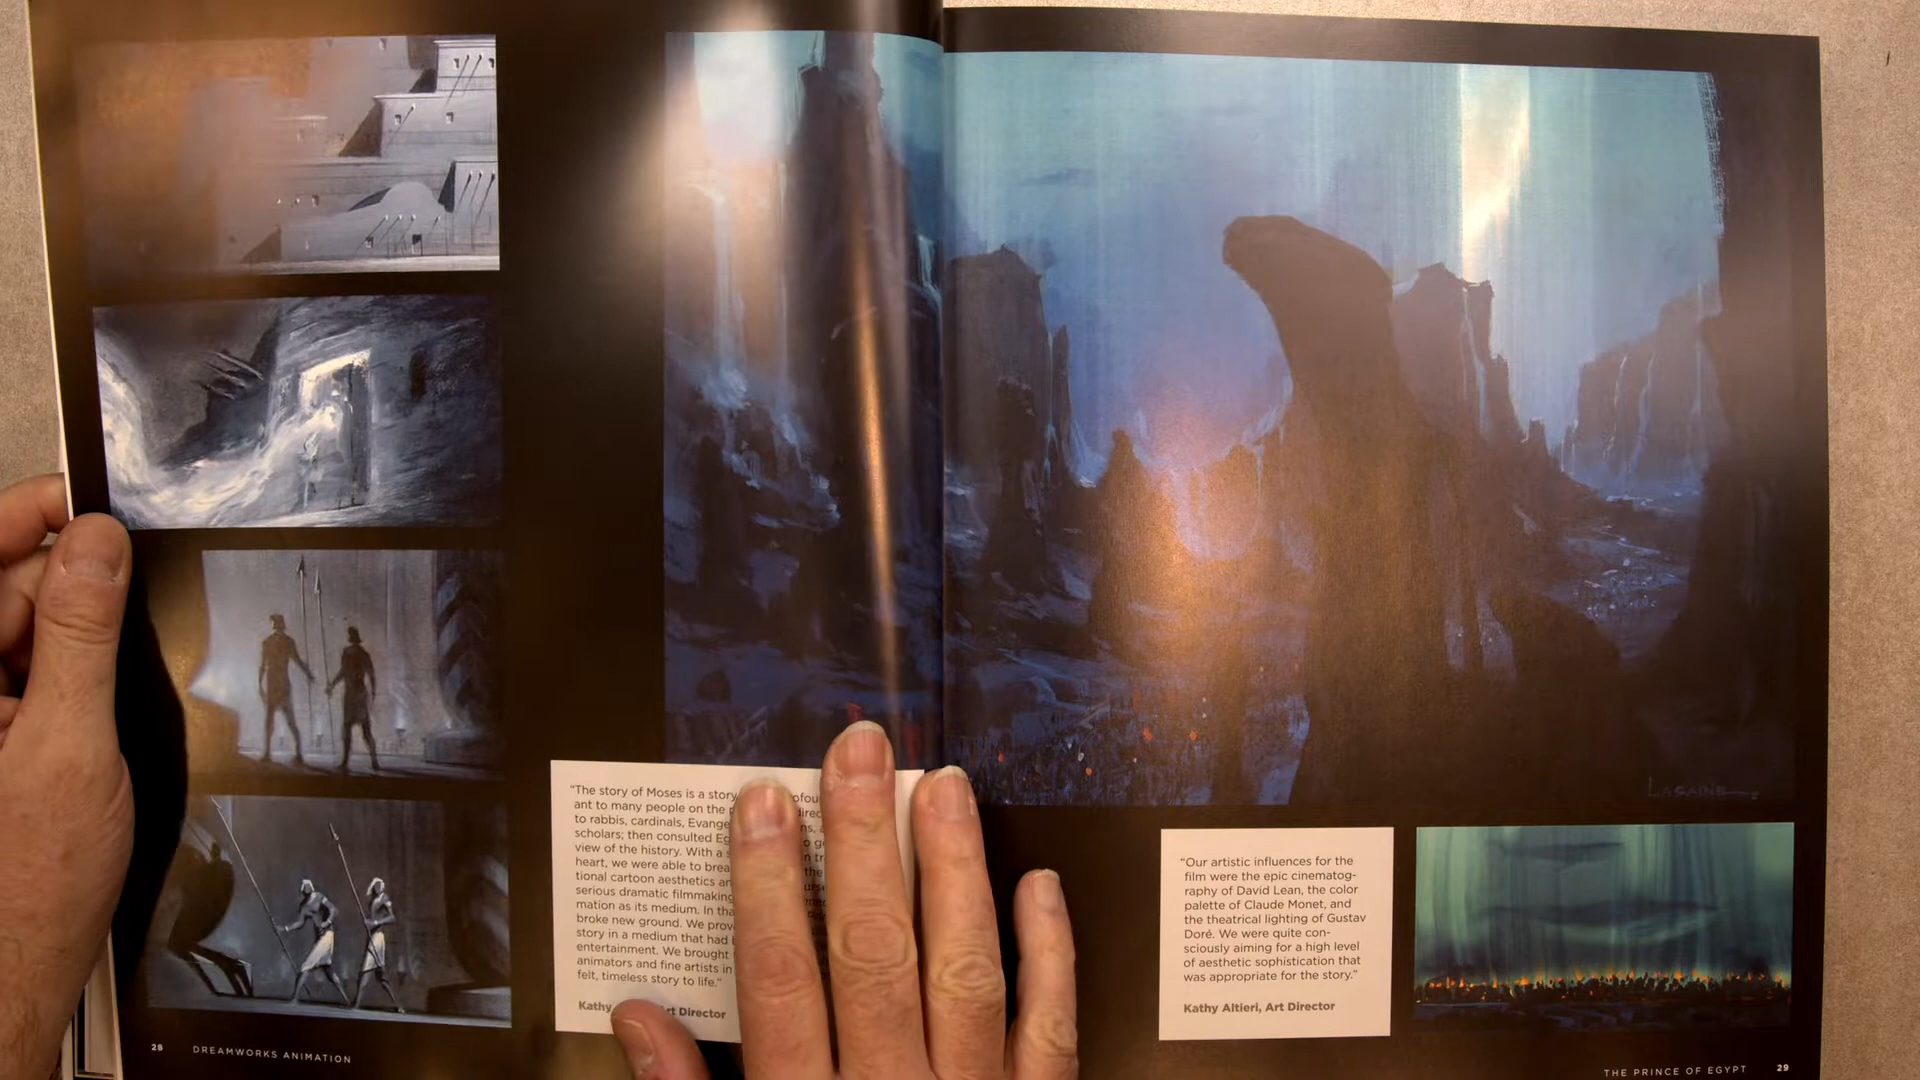 "The story of Moses is a story
ant to many people on the
to rabbis, cardinals, Evange
scholars; then consulted Eg
view of the history. With a
heart, we were able to
tional cartoon aesthetics
serious dramatic filmmaking
mation as its medium. In
broke new ground. We
story in a medium that had
entertainment. We brought
animators and fine artists in
felt, timeless story to life."
Kathy Art Director
28 DREAMWORKS ANIMATION
LASAINE
"Our artistic influences for the
film were the epic cinematog-
raphy of David Lean, the color
palette of Claude Monet, and
the theatrical lighting of Gustav
Doré. We were quite con-
sciously aiming for a high level
of aesthetic sophistication that
was appropriate for the story."
Kathy Altieri, Art Director
THE PRINCE OF EGYPT 29